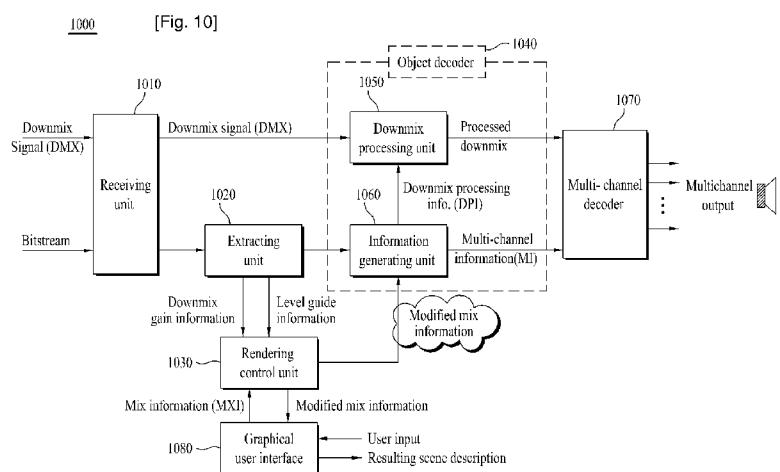 1000
[Fig. 10]
1040
Object decoder
1010
1050
1070
Downmix
Signal (DMX)
Downmix signal (DMX)
Downmix
processing unit
Processed
downmix
Receiving
unit
1020
1060
Downmix processing
info. (DPI)
Multi- channel
decoder
Multichannel
output
Bitstream
Extracting
unit
Information
generating unit
Multi-channel
information(MI)
Downmix
gain information
Level guide
information
Modified mix
information
1030
Rendering
control unit
Mix information (MXI)
Modified mix information
1080
Graphical
user interface
User input
Resulting scene description